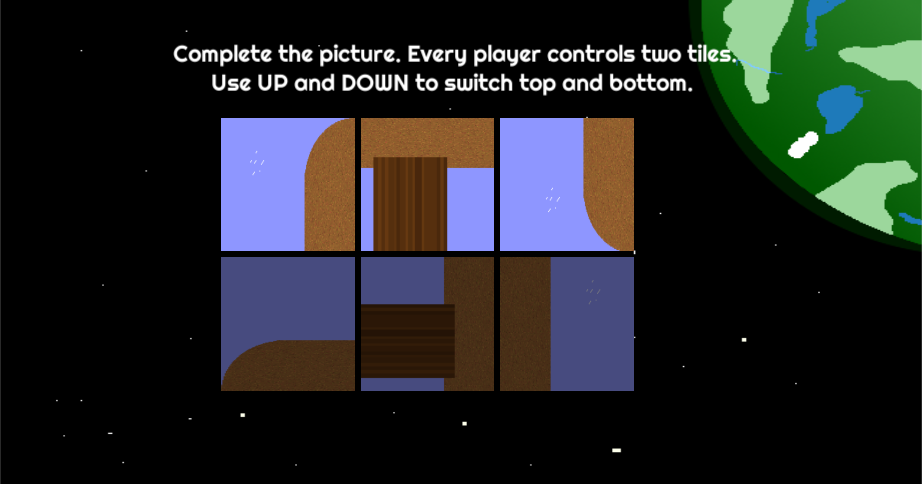 Complete the picture. Every player controls two tiles.
Use UP and DOWN to switch top and bottom.